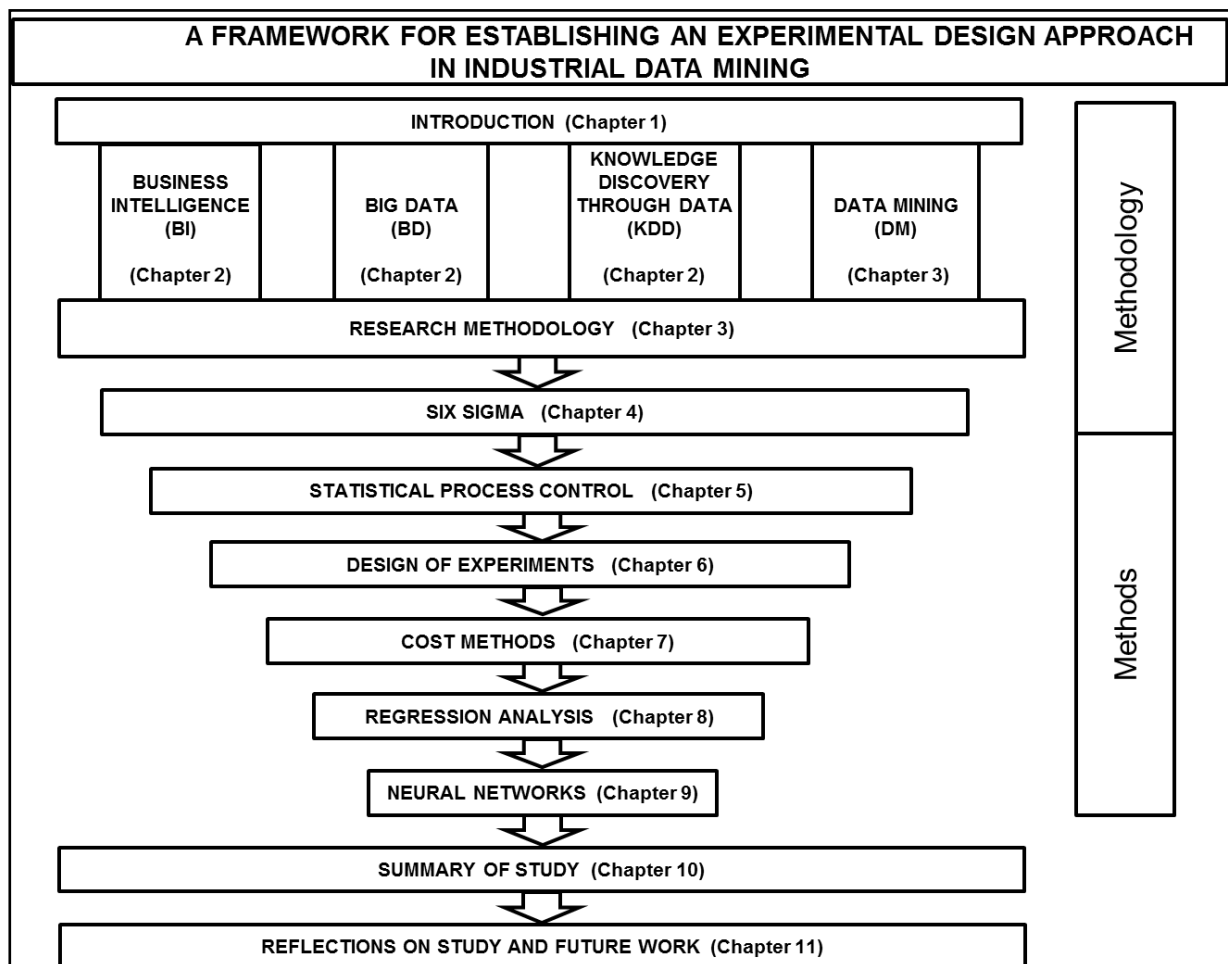 A FRAMEWORK FOR ESTABLISHING AN EXPERIMENTAL DESIGN APPROACH
IN INDUSTRIAL DATA MINING
INTRODUCTION (Chapter 1)
BUSINESS
INTELLIGENCE
(BI)
(Chapter 2)
BIG DATA
(BD)
(Chapter 2)
KNOWLEDGE
DISCOVERY
THROUGH DATA
(KDD)
(Chapter 2)
DATA MINING
(DM)
(Chapter 3)
RESEARCH METHODOLOGY (Chapter 3)
SIX SIGMA (Chapter 4)
STATISTICAL PROCESS CONTROL (Chapter 5)
DESIGN OF EXPERIMENTS (Chapter 6)
COST METHODS (Chapter 7)
REGRESSION ANALYSIS (Chapter 8)
NEURAL NETWORKS (Chapter 9)
SUMMARY OF STUDY (Chapter 10)
REFLECTIONS ON STUDY AND FUTURE WORK (Chapter 11)
Methodology
Methods